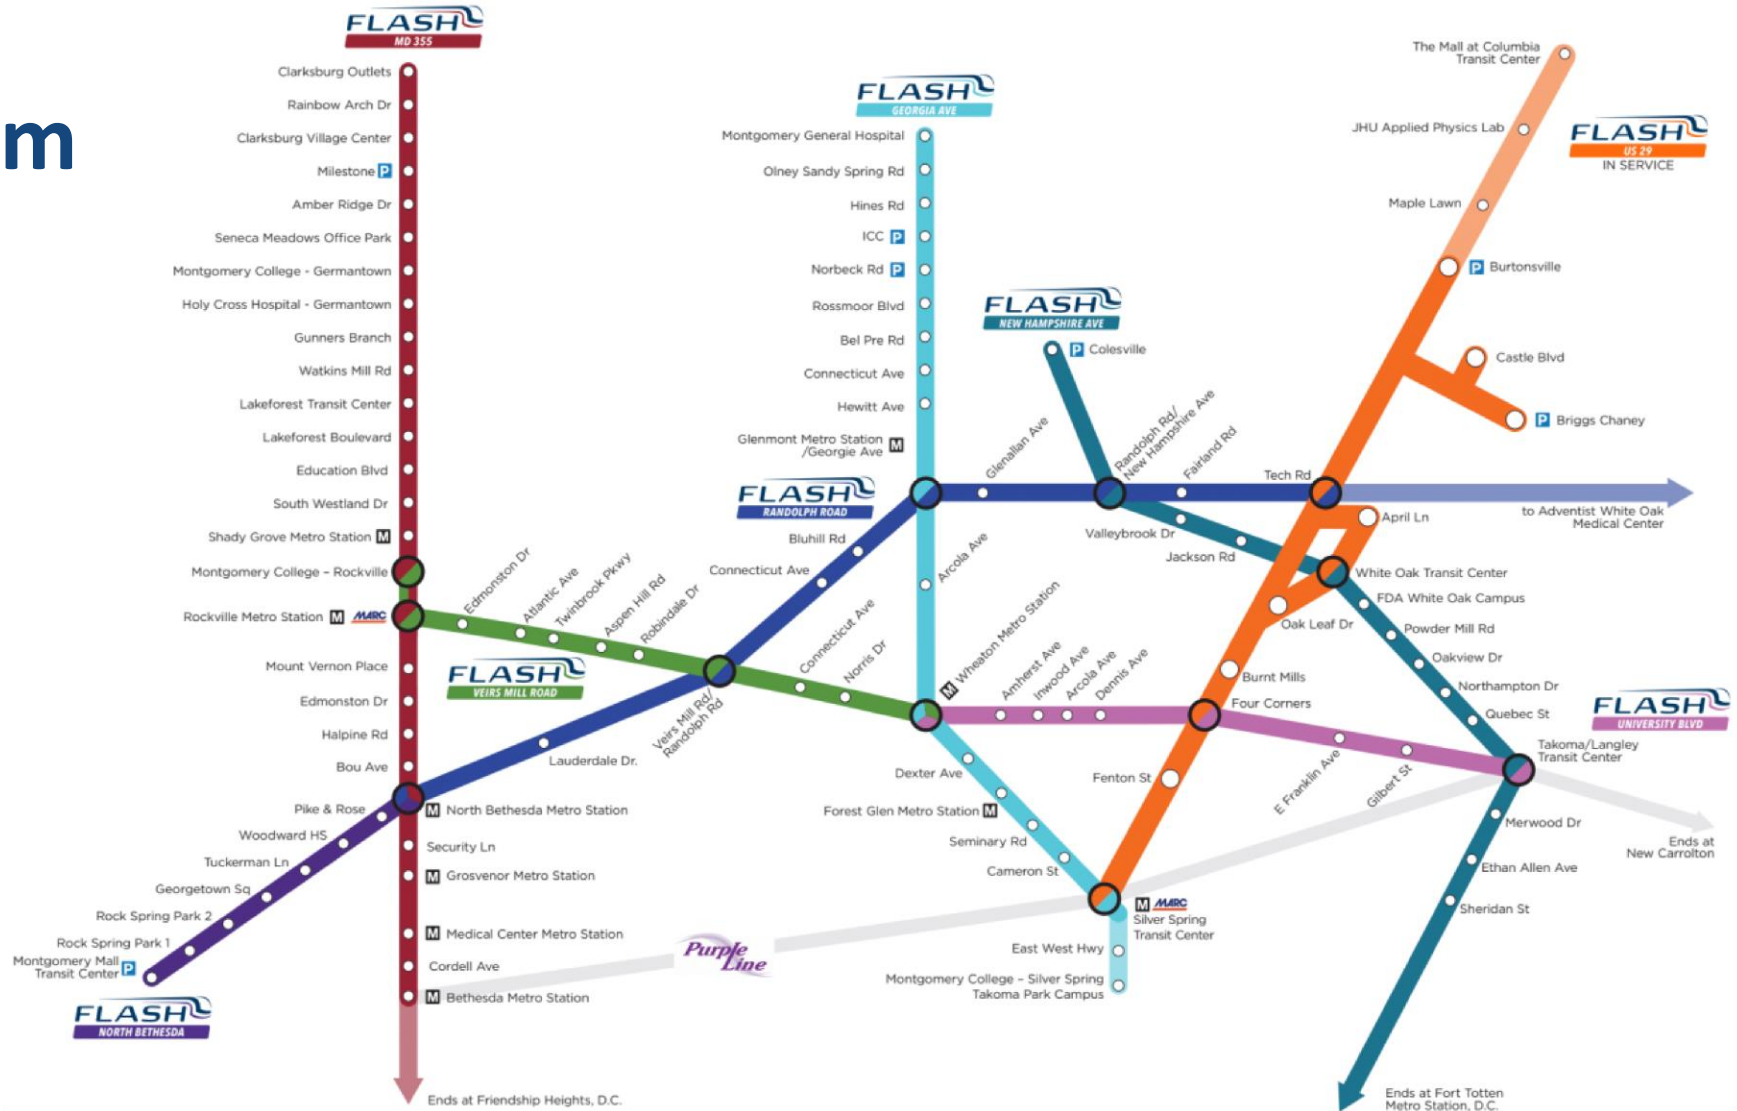 m
FLASH
MD 355
Clarksburg Outlets
Rainbow Arch Dr
Clarksburg Village Center
Milestone P
Amber Ridge Dr
Seneca Meadows Office Park
Montgomery College - Germantown
Holy Cross Hospital - Germantown
Gunners Branch
Watkins Mill Rd
Lakeforest Transit Center
Lakeforest Boulevard
Education Blvd
South Westland Dr
Shady Grove Metro Station M
Montgomery College – Rockville
Rockville Metro Station M MARC
Mount Vernon Place
Edmonston Dr
Halpine Rd
Bou Ave
M North Bethesda Metro Station
Security Ln
M Grosvenor Metro Station
M Medical Center Metro Station
Cordell Ave
M Bethesda Metro Station
Ends at Friendship Heights, D.C.
Pike & Rose
Woodward HS
Tuckerman Ln
Georgetown Sq
Rock Spring Park 2
Rock Spring Park 1
Montgomery Mall
Transit Center P
FLASH
NORTH BETHESDA
FLASH
VEIRS MILL ROAD
Edmonston Dr
Atlantic Ave
Twinbrook Pkwy
Aspen Hill Rd
Robindale Dr
Veirs Mill Rd/
Randolph Rd
Connecticut Ave
Norris Dr
M Wheaton Metro Station
FLASH
RANDOLPH ROAD
Lauderdale Dr.
Connecticut Ave
Bluhill Rd
Glenallan Ave
Randolph Rd/
New Hampshire Ave
Fairland Rd
Tech Rd
to Adventist White Oak
Medical Center
FLASH
GEORGIA AVE
Montgomery General Hospital
Olney Sandy Spring Rd
Hines Rd
ICC P
Norbeck Rd P
Rossmoor Blvd
Bel Pre Rd
Connecticut Ave
Hewitt Ave
Glenmont Metro Station
/Georgie Ave M
Arcola Ave
Dexter Ave
Forest Glen Metro Station M
Seminary Rd
Cameron St
M MARC
Silver Spring
Transit Center
East West Hwy
Montgomery College – Silver Spring
Takoma Park Campus
Purple
Line
FLASH
NEW HAMPSHIRE AVE
P Colesville
Valleybrook Dr
Jackson Rd
White Oak Transit Center
FDA White Oak Campus
Powder Mill Rd
Oakview Dr
Northampton Dr
Quebec St
Takoma/Langley
Transit Center
Merwood Dr
Ethan Allen Ave
Sheridan St
Ends at Fort Totten
Metro Station, D.C.
Ends at
New Carrolton
FLASH
UNIVERSITY BLVD
Amherst Ave
Inwood Ave
Arcola Ave
Dennis Ave
Four Corners
E Franklin Ave
Gilbert St
FLASH
US 29
IN SERVICE
The Mall at Columbia
Transit Center
JHU Applied Physics Lab
Maple Lawn
P Burtonsville
Castle Blvd
P Briggs Chaney
April Ln
Oak Leaf Dr
Burnt Mills
Fenton St